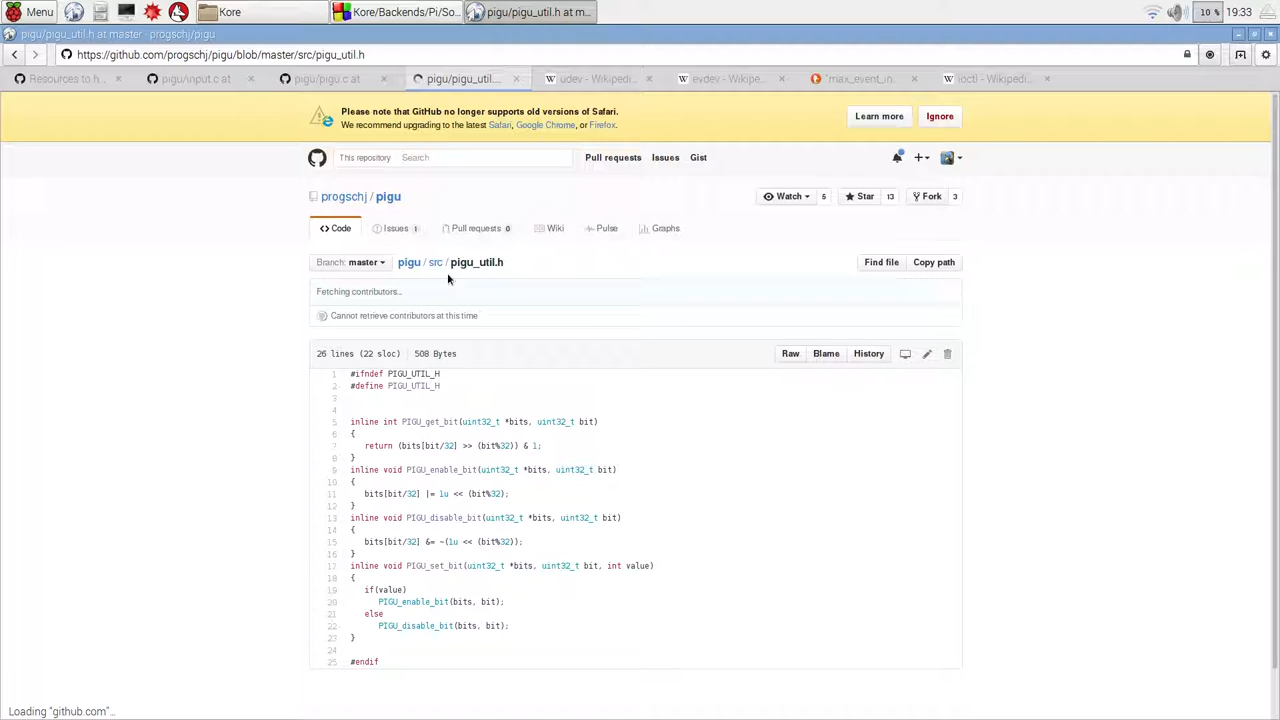 Menu
Kore
Kore/Backends/Pi/So...
pigu/pigu_util.h at m...
10 %
19:33
pigu/pigu_util.h at master · progschj/pigu
https://github.com/progschj/pigu/blob/master/src/pigu_util.h
Resources to h...
pigu/input.c at
pigu/pigu.c at
pigu/pigu_util....
udev - Wikipedi...
evdev - Wikipe...
"max_event_in...
ioctl - Wikipedi...
Please note that GitHub no longer supports old versions of Safari.
We recommend upgrading to the latest Safari, Google Chrome, or Firefox.
Learn more
Ignore
This repository
Search
Pull requests
Issues
Gist
progschj / pigu
Watch
5
Star
13
Fork
3
Code
Issues 1
Pull requests 0
Wiki
Pulse
Graphs
Branch: master
pigu / src / pigu_util.h
Find file
Copy path
Fetching contributors…
Cannot retrieve contributors at this time
26 lines (22 sloc)
508 Bytes
Raw
Blame
History
1 #ifndef PIGU_UTIL_H
2 #define PIGU_UTIL_H
3
4
5 inline int PIGU_get_bit(uint32_t *bits, uint32_t bit)
6 {
7 return (bits[bit/32] >> (bit%32)) & 1;
8 }
9 inline void PIGU_enable_bit(uint32_t *bits, uint32_t bit)
10 {
11 bits[bit/32] |= 1u << (bit%32);
12 }
13 inline void PIGU_disable_bit(uint32_t *bits, uint32_t bit)
14 {
15 bits[bit/32] &= ~(1u << (bit%32));
16 }
17 inline void PIGU_set_bit(uint32_t *bits, uint32_t bit, int value)
18 {
19 if(value)
20 PIGU_enable_bit(bits, bit);
21 else
22 PIGU_disable_bit(bits, bit);
23 }
24
25 #endif
Loading "github.com"…